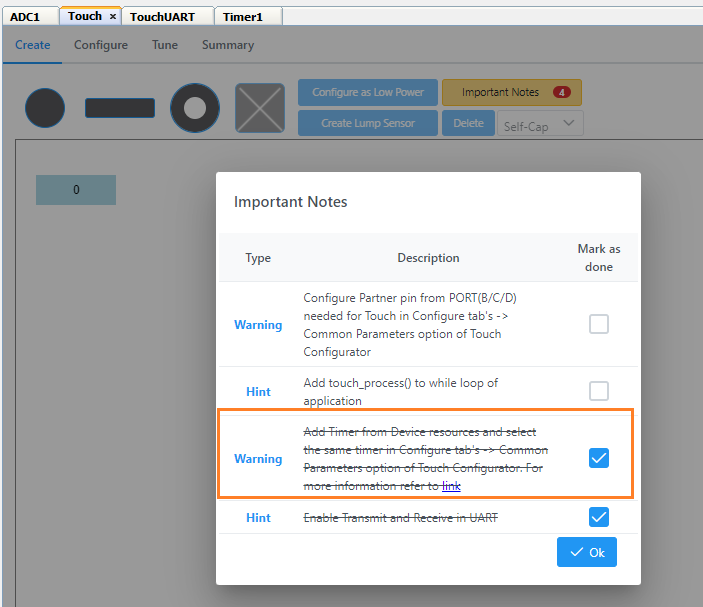 ADC1 Touch × TouchUART Timer1
Create Configure Tune Summary
Configure as Low Power Important Notes 4
Create Lump Sensor Delete Self-Cap
0
Important Notes
Type Description Mark as
done
Warning
Configure Partner pin from PORT(B/C/D)
needed for Touch in Configure tab's ->
Common Parameters option of Touch
Configurator
Hint
Add touch_process() to while loop of
application
Warning
Add Timer from Device resources and select
the same timer in Configure tab's -> Common
Parameters option of Touch Configurator. For
more information refer to link
Hint Enable Transmit and Receive in UART
Ok